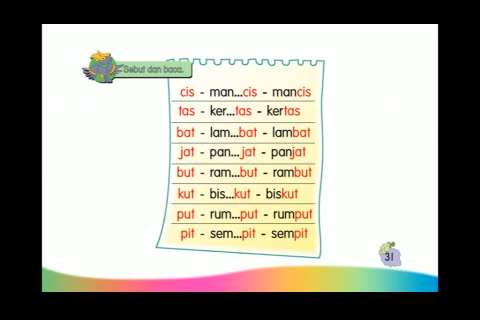 Sebut dan baca.
cis - man...cis - mancis
tas - ker...tas - kertas
bat - lam...bat - lambat
jat - pan...jat - panjat
but - ram...but - rambut
kut - bis...kut - biskut
put - rum...put - rumput
pit - sem...pit - sempit
31